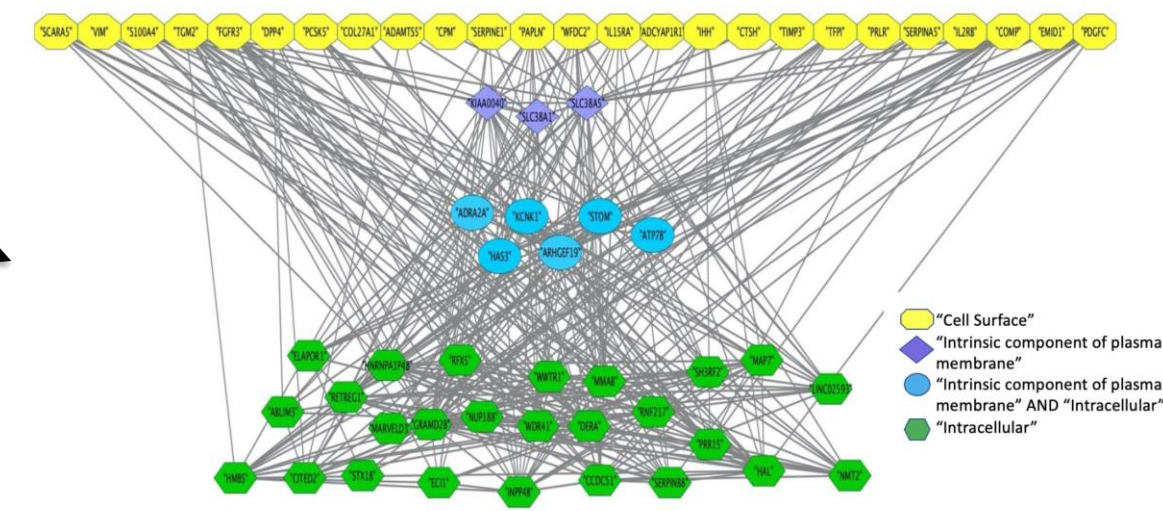 "SCARA5" "VIM" "S100A4" "TGM2" "FGFR3" "DPP4" "PCSK5" "COL27A1" "ADAMTS5" "CPM" "SERPINE1" "PAPLN" "WFDC2" "IL15RA" "ADCYAP1R1" "IHH" "CTSH" "TIMP3" "TFPI" "PRLR" "SERPINA5" "IL2RB" "COMP" "EMID1" "PDGFC"
"KIAA0040" "SLC38A5"
"SLC38A1"
"ADRA2A" "KCNK1" "STOM"
"ATP7B"
"HAS3" "ARHGEF19"
"Cell Surface"
"Intrinsic component of plasma
membrane"
"Intrinsic component of plasma
membrane" AND "Intracellular"
"Intracellular"
"ELAPOR1" "HNRNPA1P48" "RFX5" "WWTR1" "MMAB" "SH3RF2" "MAP7" "LINC02593"
"ABLIM3" "RETREG1" "MARVELD1" "GRAMD2B" "NUP188" "WDR41" "DERA" "RNF217" "PRR15"
"HMBS" "CITED2" "STX18" "ECI1" "INPP4B" "CCDC51" "SERPINB8" "HAL" "NMT2"